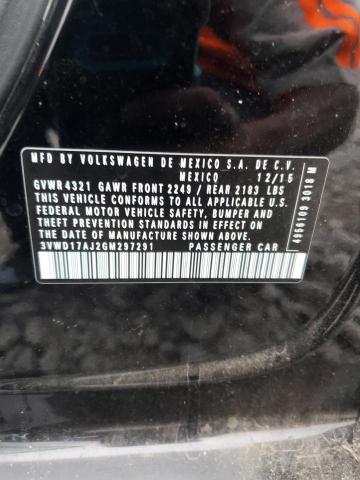 MFD BY VOLKSWAGEN DE MEXICO S.A. DE C.V.
MEXICO 12/15
GVWR 4321 GAWR FRONT 2249 / REAR 2183 LBS
THIS VEHICLE CONFORMS TO ALL APPLICABLE
FEDERAL MOTOR VEHICLE SAFETY, BUMPER AND
THEFT PREVENTION STANDARDS IN EFFECT ON
THE DATE OF MANUFACTURE SHOWN ABOVE.
3VWD17AJ2GM297291 PASSENGER CAR
4956109 3018 M